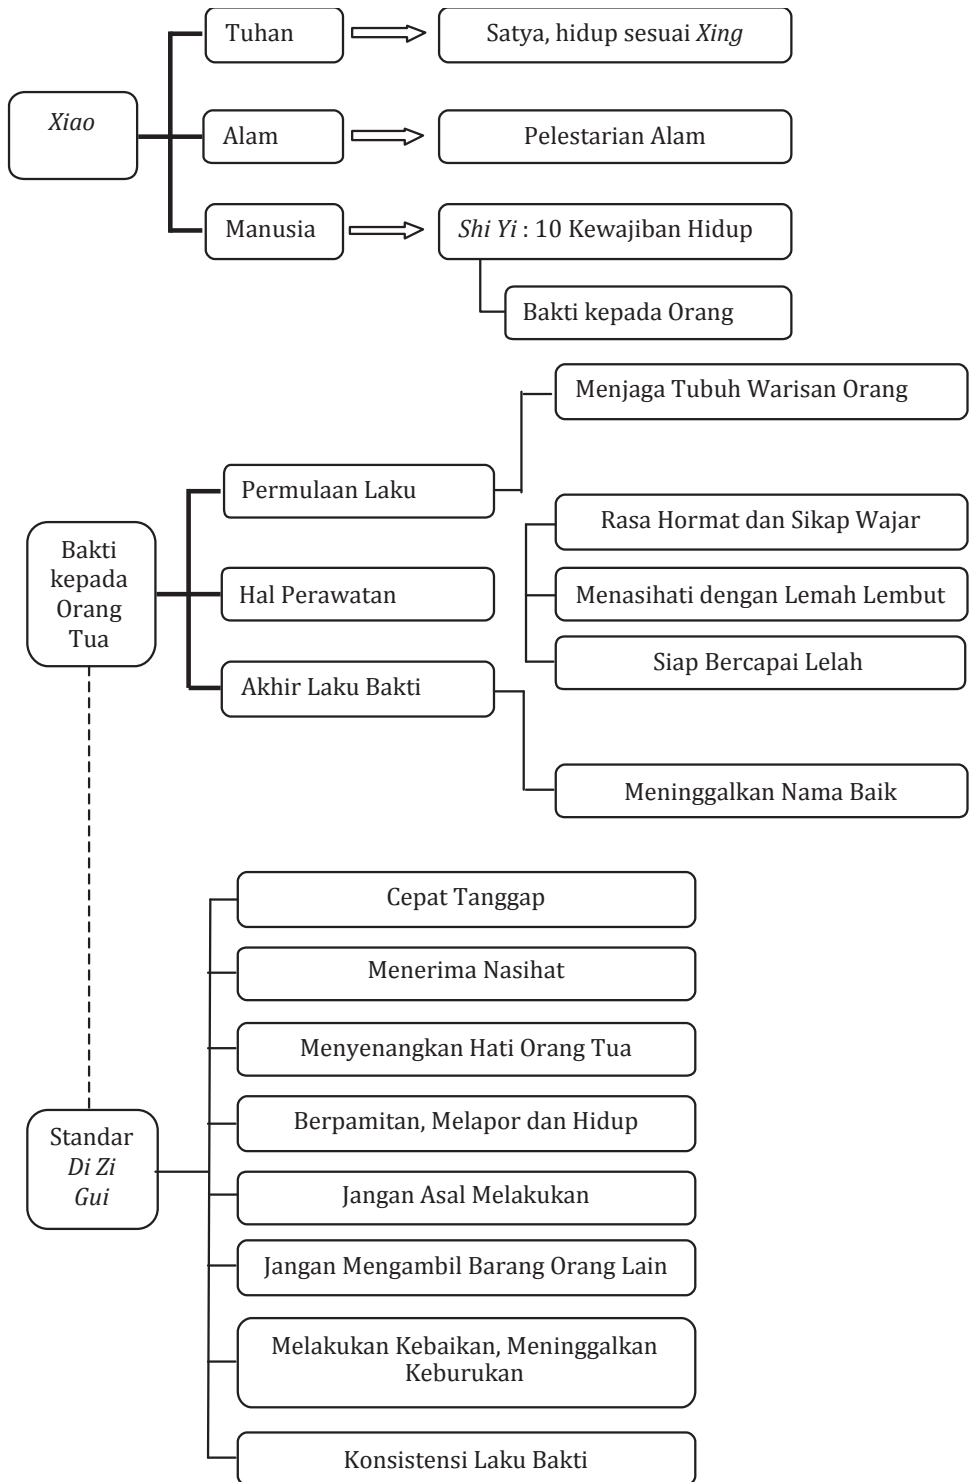 Tuhan
Satya, hidup sesuai Xing
Xiao
Alam
Pelestarian Alam
Manusia
Shi Yi : 10 Kewajiban Hidup
Bakti kepada Orang
Menjaga Tubuh Warisan Orang
Permulaan Laku
Rasa Hormat dan Sikap Wajar
Bakti
kepada
Orang
Tua
Hal Perawatan
Menasihati dengan Lemah Lembut
Siap Bercapai Lelah
Akhir Laku Bakti
Meninggalkan Nama Baik
Cepat Tanggap
Menerima Nasihat
Menyenangkan Hati Orang Tua
Berpamitan, Melapor dan Hidup
Standar
Di Zi
Gui
Jangan Asal Melakukan
Jangan Mengambil Barang Orang Lain
Melakukan Kebaikan, Meninggalkan
Keburukan
Konsistensi Laku Bakti